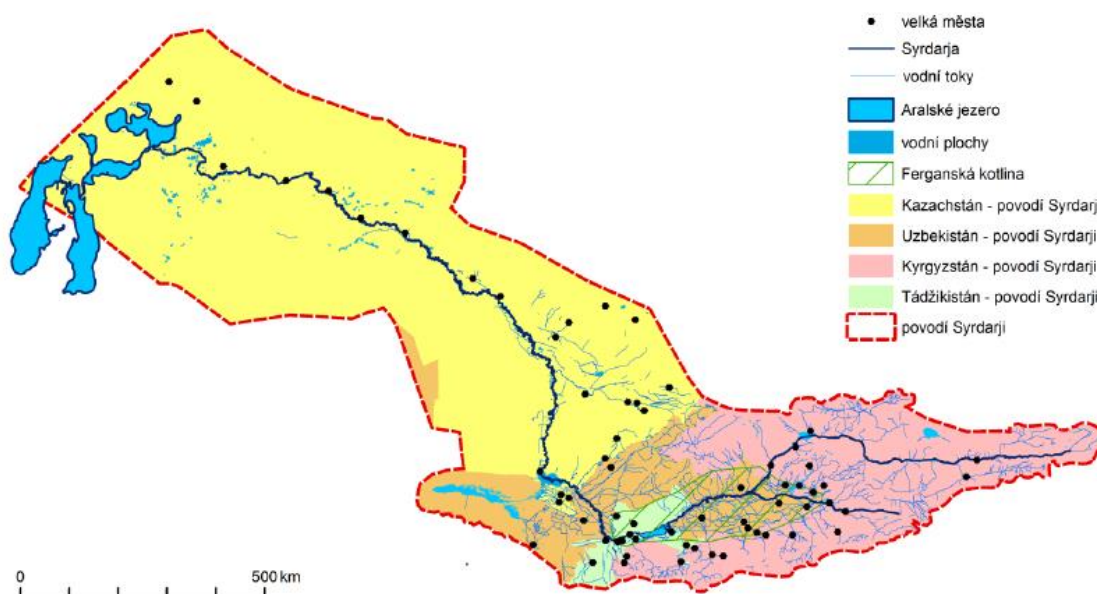 velká města
Syrdarja
vodní toky
Aralské jezero
vodní plochy
Ferganská kotlina
Kazachstán - povodí Syrdarji
Uzbekistán - povodí Syrdarji
Kyrgyzstán - povodí Syrdarji
Tádžikistán - povodí Syrdarji
povodí Syrdarji
0 500 km